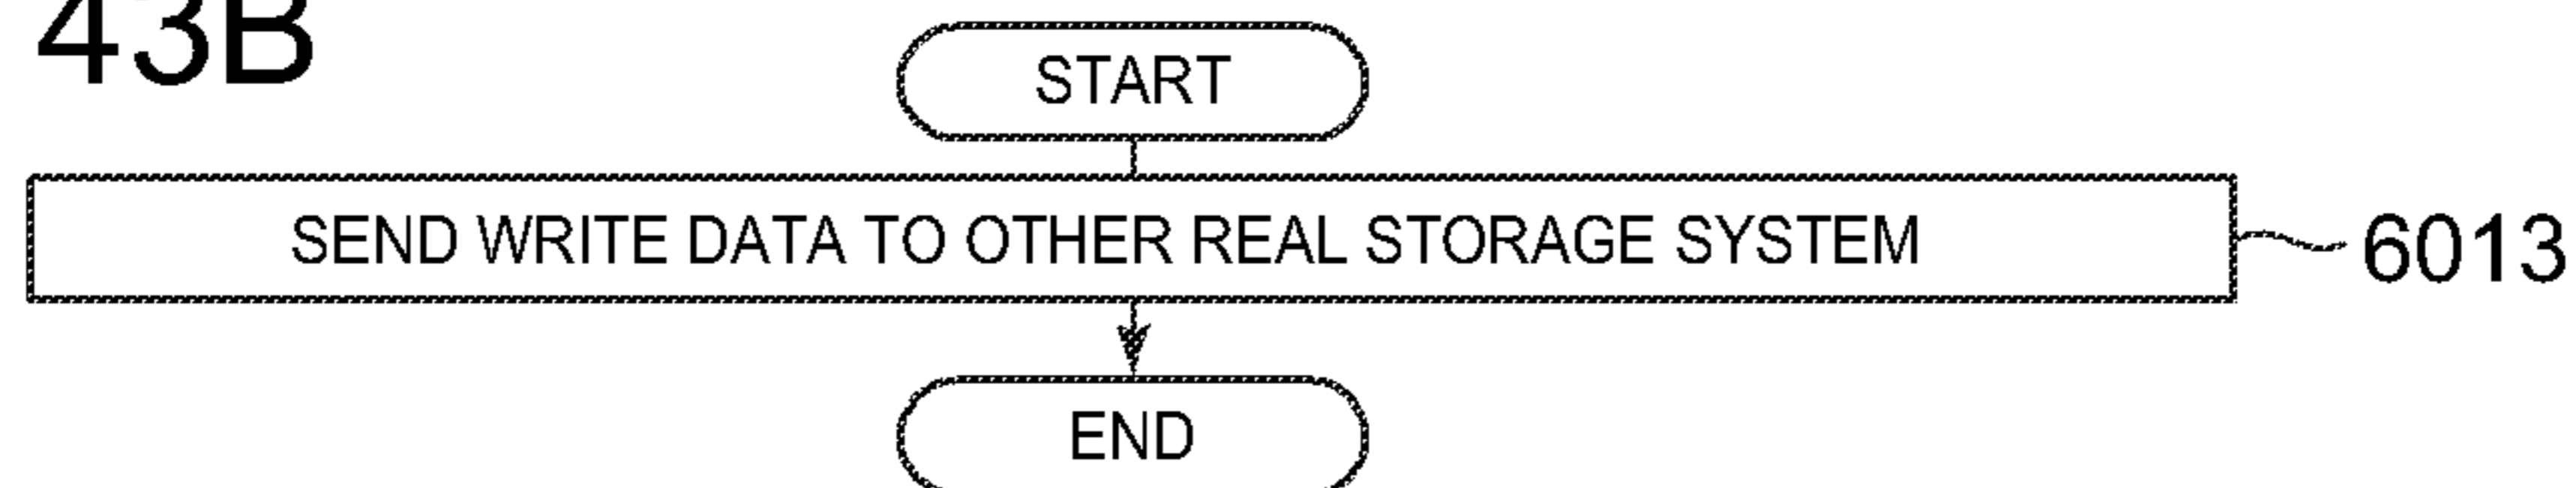 43B
START
SEND WRITE DATA TO OTHER REAL STORAGE SYSTEM
6013
END